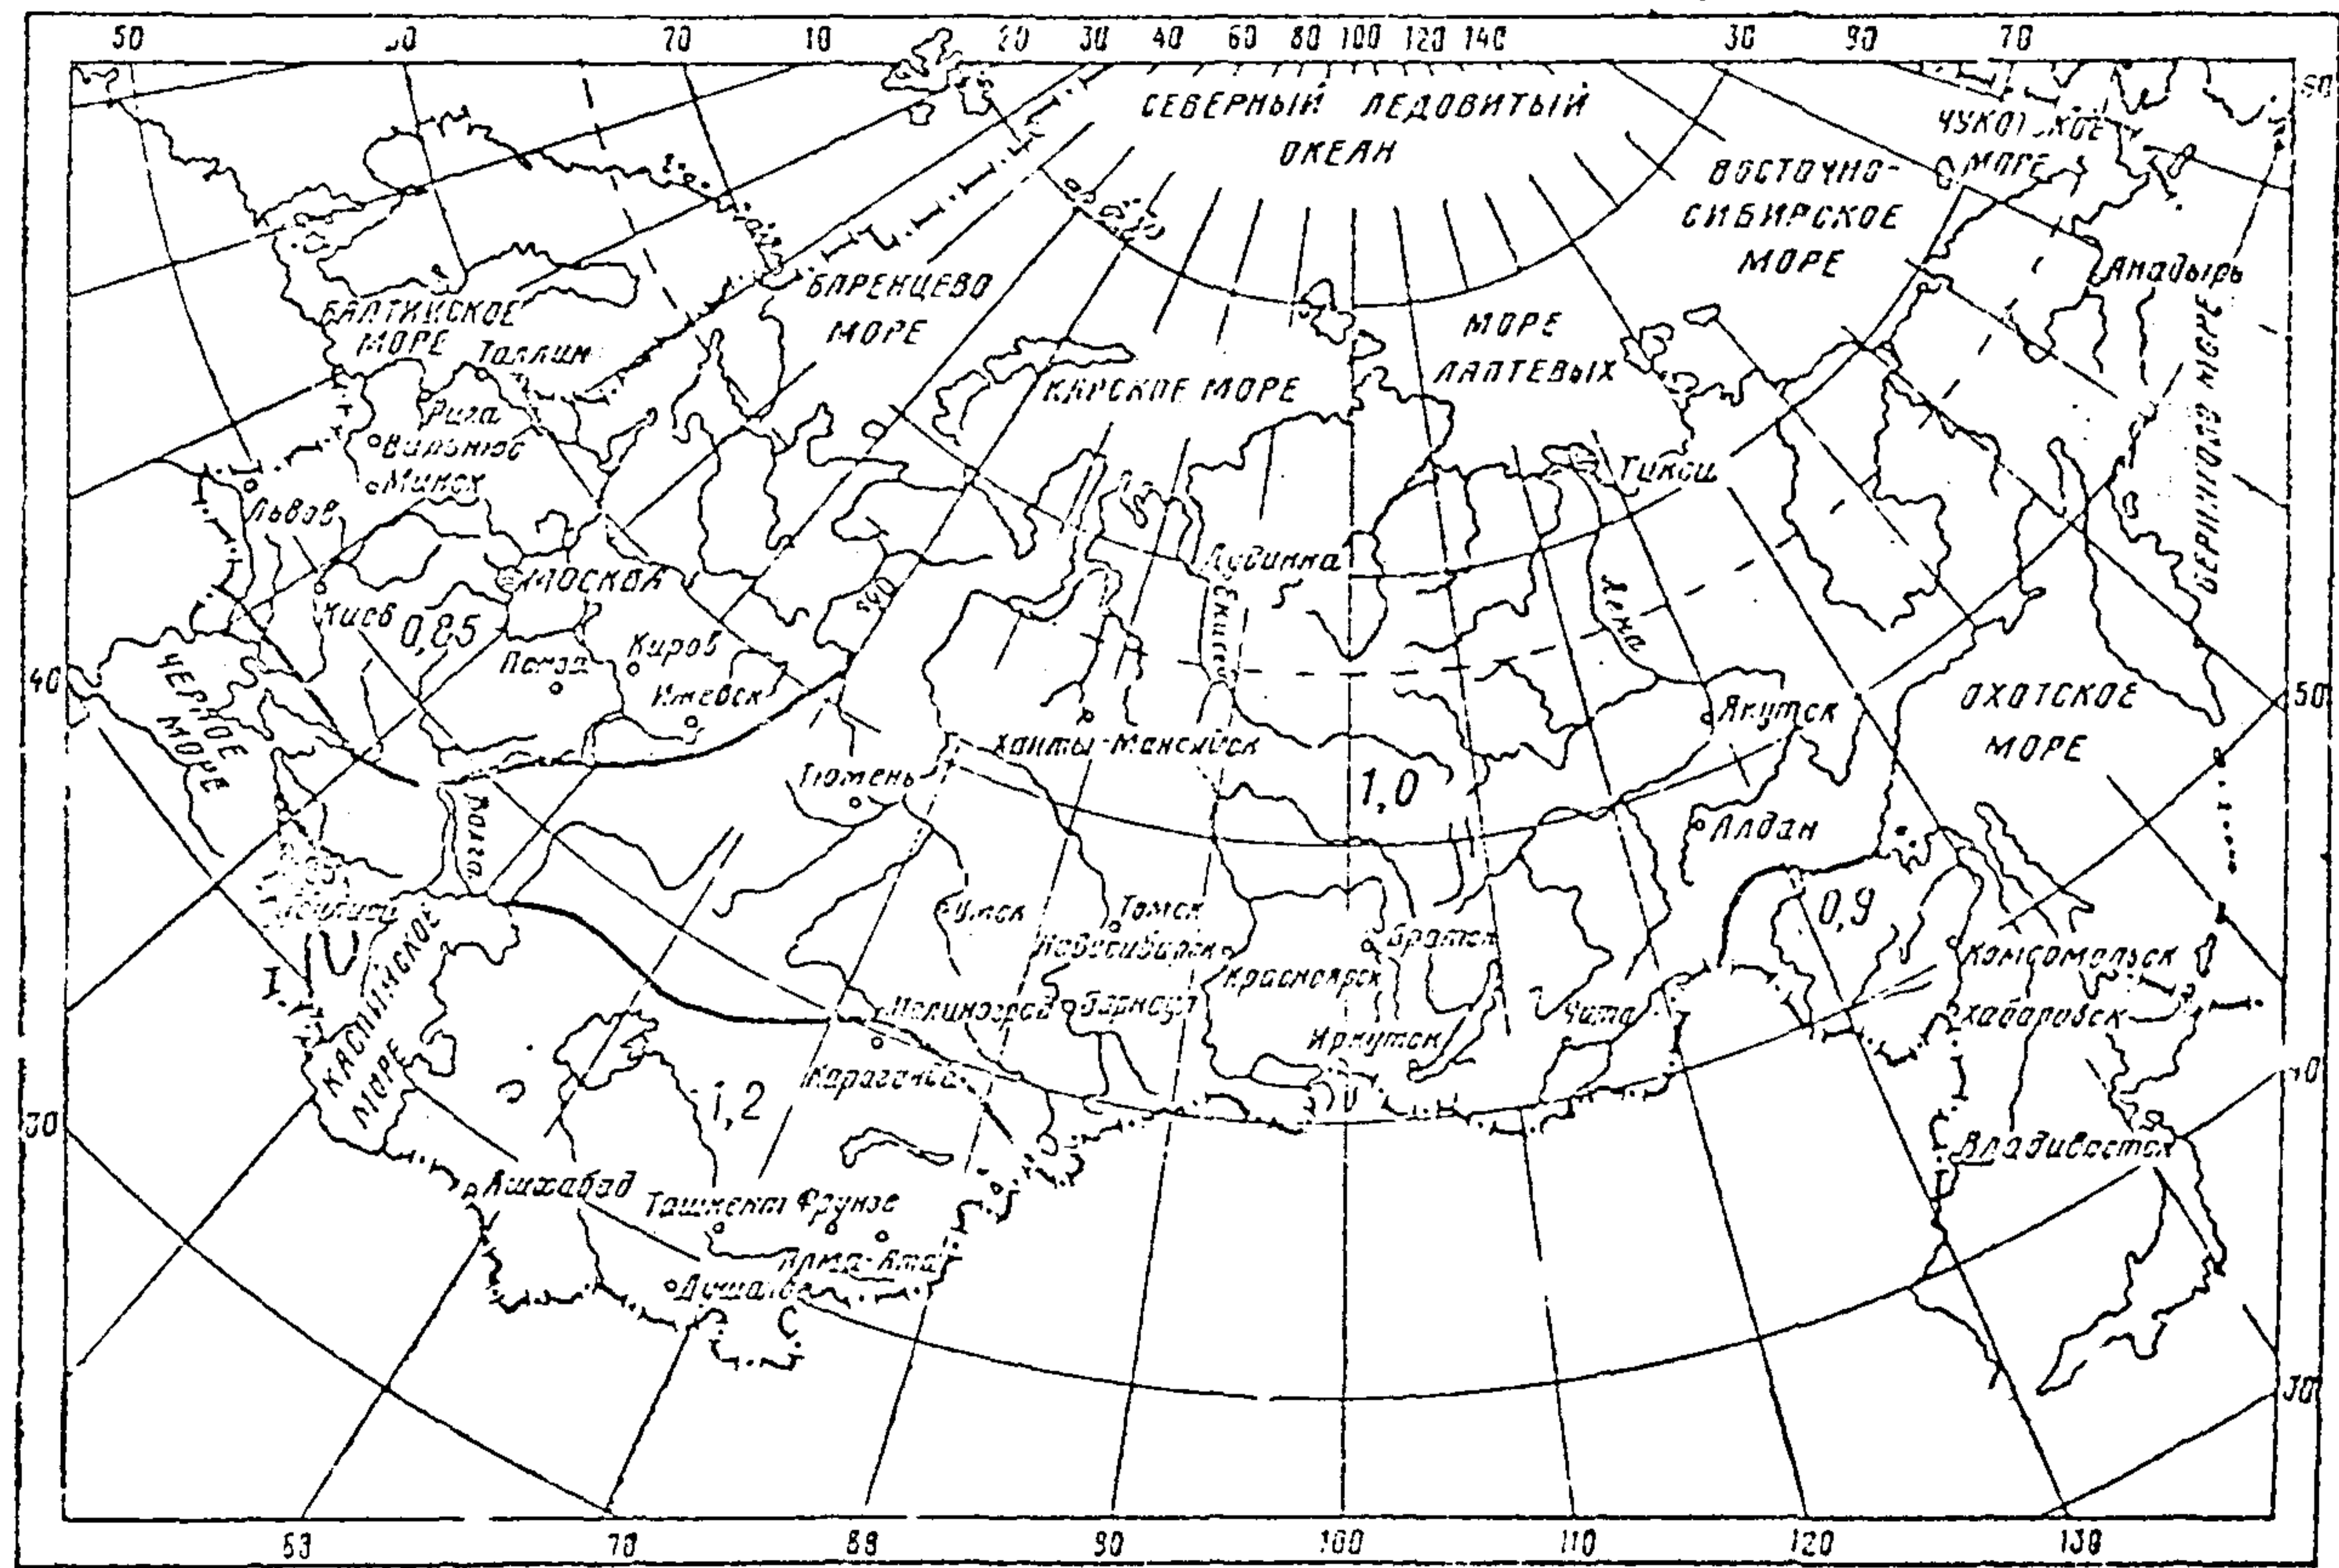 50
70
10
20 30 40 60 80 100 120 140
30
90
70
СЕВЕРНЫЙ ЛЕДОВИТЫЙ
ОКЕАН
ЧУКОТСКОЕ
МОРЕ
ВОСТОЧНО-
СИБИРСКОЕ
МОРЕ
Анадырь
БАРЕНЦЕВО
МОРЕ
БАЛТИЙСКОЕ
МОРЕ
Таллин
МОРЕ
ЛАПТЕВЫХ
КАРСКОЕ МОРЕ
БЕРИНГОВО МОРЕ
Рига
Вильнюс
Минск
Львов
Тикси
Дудинка
МОСКВА
Киев
0,85
Киров
Пенза
Ижевск
Енисей
Лена
40
ЧЕРНОЕ
МОРЕ
Якутск
ОХОТСКОЕ
МОРЕ
50
Ханты-Мансийск
Тюмень
1,0
Волга
Алдан
0,9
Омск
Томск
Новосибирск
Братск
Красноярск
Комсомольск
КАСПИЙСКОЕ
МОРЕ
Целиноград
Барнаул
Чита
Хабаровск
Иркутск
Караганда
1,2
30
Владивосток
Ашхабад
Ташкент
Фрунзе
Алма-Ата
Душанбе
70
90
100
110
120
130